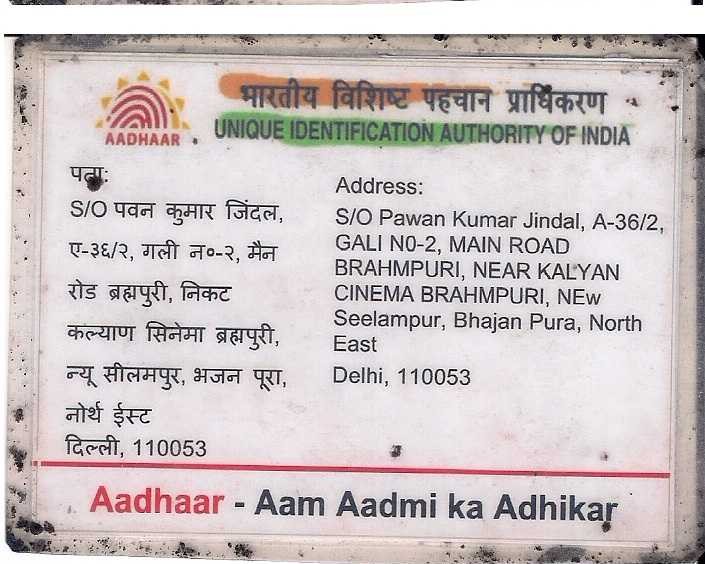 भारतीय विशिष्ट पहचान प्राधिकरण
UNIQUE IDENTIFICATION AUTHORITY OF INDIA
AADHAAR
पता:
S/O पवन कुमार जिंदल,
ए-३६/२, गली न०-२, मैन
रोड ब्रह्मपुरी, निकट
कल्याण सिनेमा ब्रह्मपुरी,
न्यू सीलमपुर, भजन पूरा,
नोर्थ ईस्ट
दिल्ली, 110053
Address:
S/O Pawan Kumar Jindal, A-36/2,
GALI N0-2, MAIN ROAD
BRAHMPURI, NEAR KALYAN
CINEMA BRAHMPURI, NEw
Seelampur, Bhajan Pura, North
East
Delhi, 110053
Aadhaar - Aam Aadmi ka Adhikar